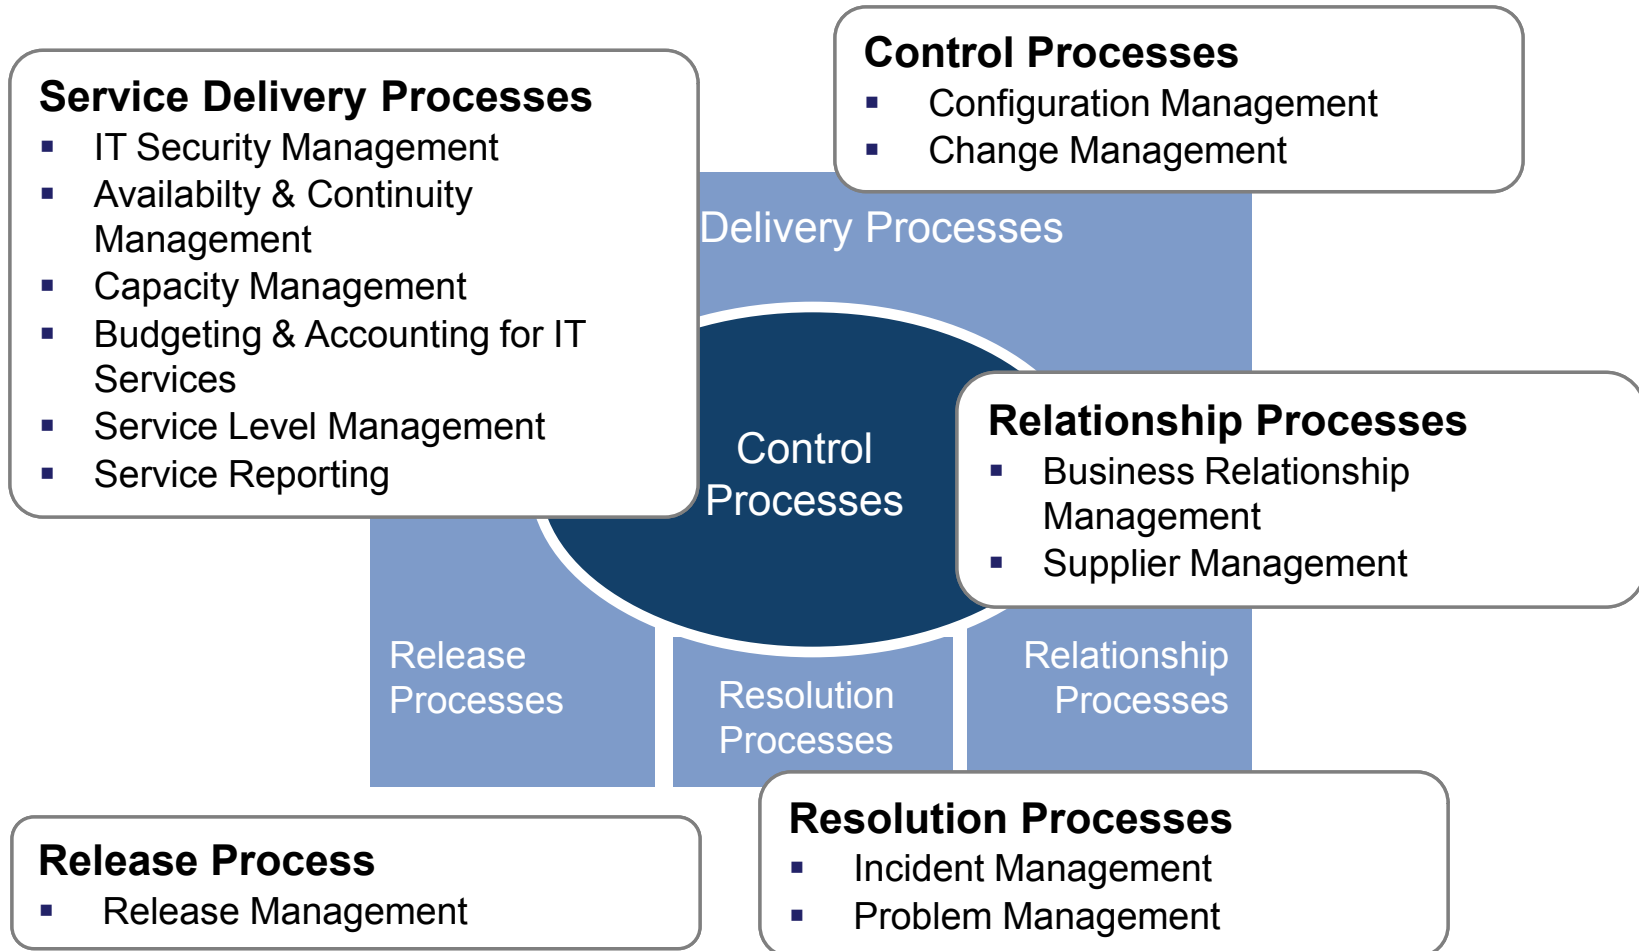 Service Delivery Processes
▪ IT Security Management
▪ Availabilty & Continuity
Management
▪ Capacity Management
▪ Budgeting & Accounting for IT
Services
▪ Service Level Management
▪ Service Reporting
Control Processes
▪ Configuration Management
▪ Change Management
Delivery Processes
Control
Processes
Relationship Processes
▪ Business Relationship
Management
▪ Supplier Management
Release
Processes
Resolution
Processes
Relationship
Processes
Release Process
▪ Release Management
Resolution Processes
▪ Incident Management
▪ Problem Management